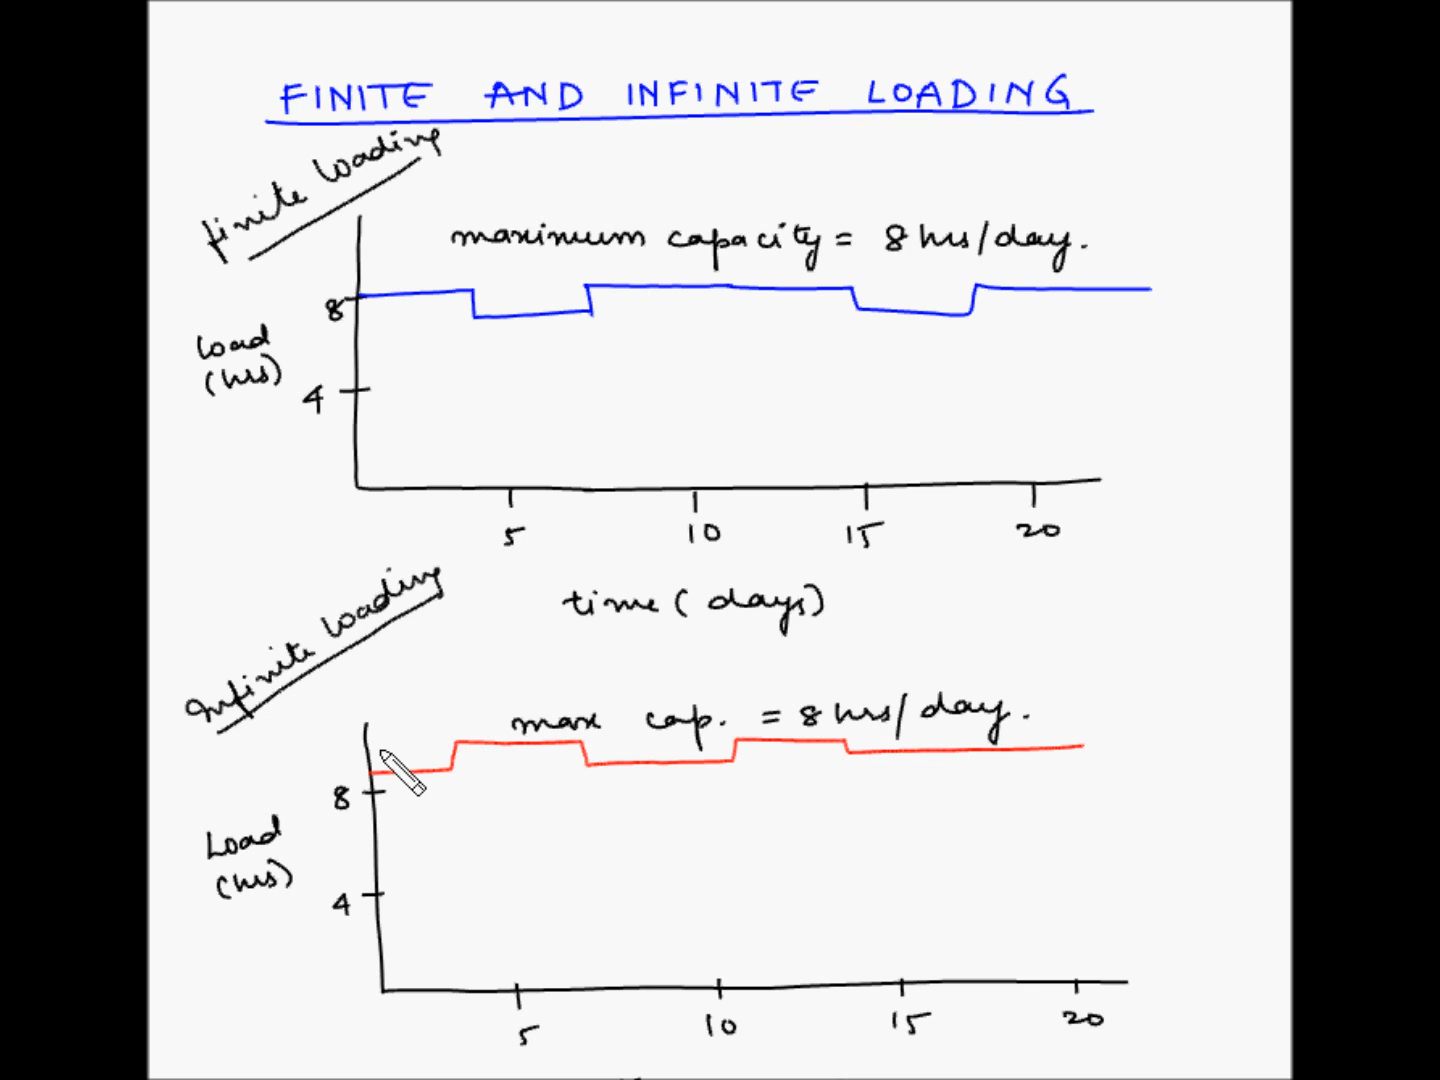 FINITE AND INFINITE LOADING
finite loading
maximum capacity = 8 hrs/day.
8
load
(hrs)
4
5 10 15 20
time (days)
Infinite loading
max cap. = 8 hrs/day.
8
Load
(hrs)
4
5 10 15 20